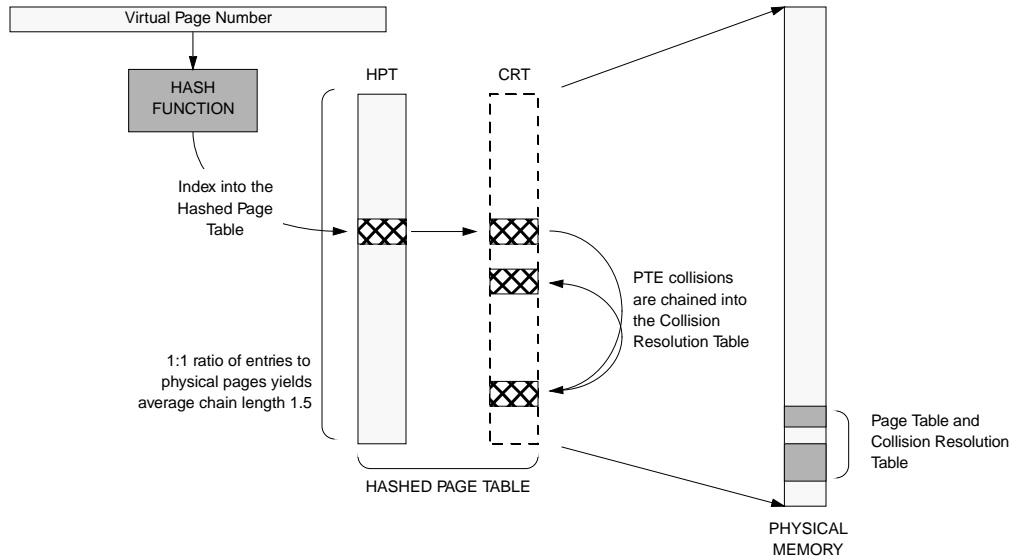 Virtual Page Number
HASH
FUNCTION
Index into the
Hashed Page
Table
HPT
CRT
1:1 ratio of entries to
physical pages yields
average chain length 1.5
PTE collisions
are chained into
the Collision
Resolution Table
HASHED PAGE TABLE
Page Table and
Collision Resolution
Table
PHYSICAL
MEMORY